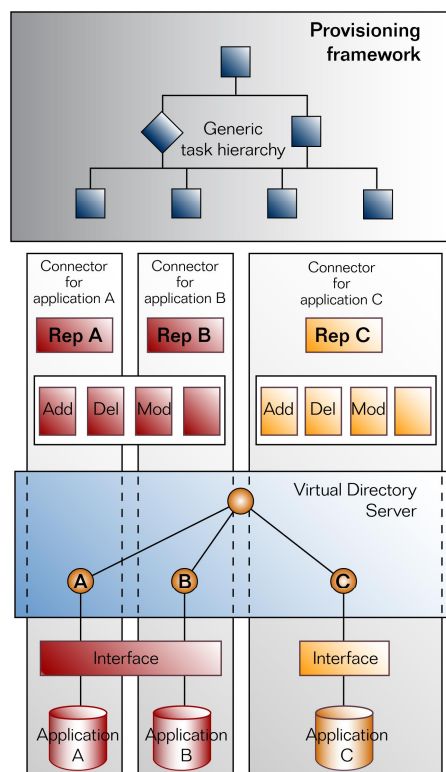 Provisioning
framework
Generic
task hierarchy
Connector
for
application A
Connector
for
application B
Connector
for
application C
Rep A
Rep B
Rep C
Add Del Mod
Add Del Mod
Virtual Directory
Server
A
B
C
Interface
Interface
Application
A
Application
B
Application
C